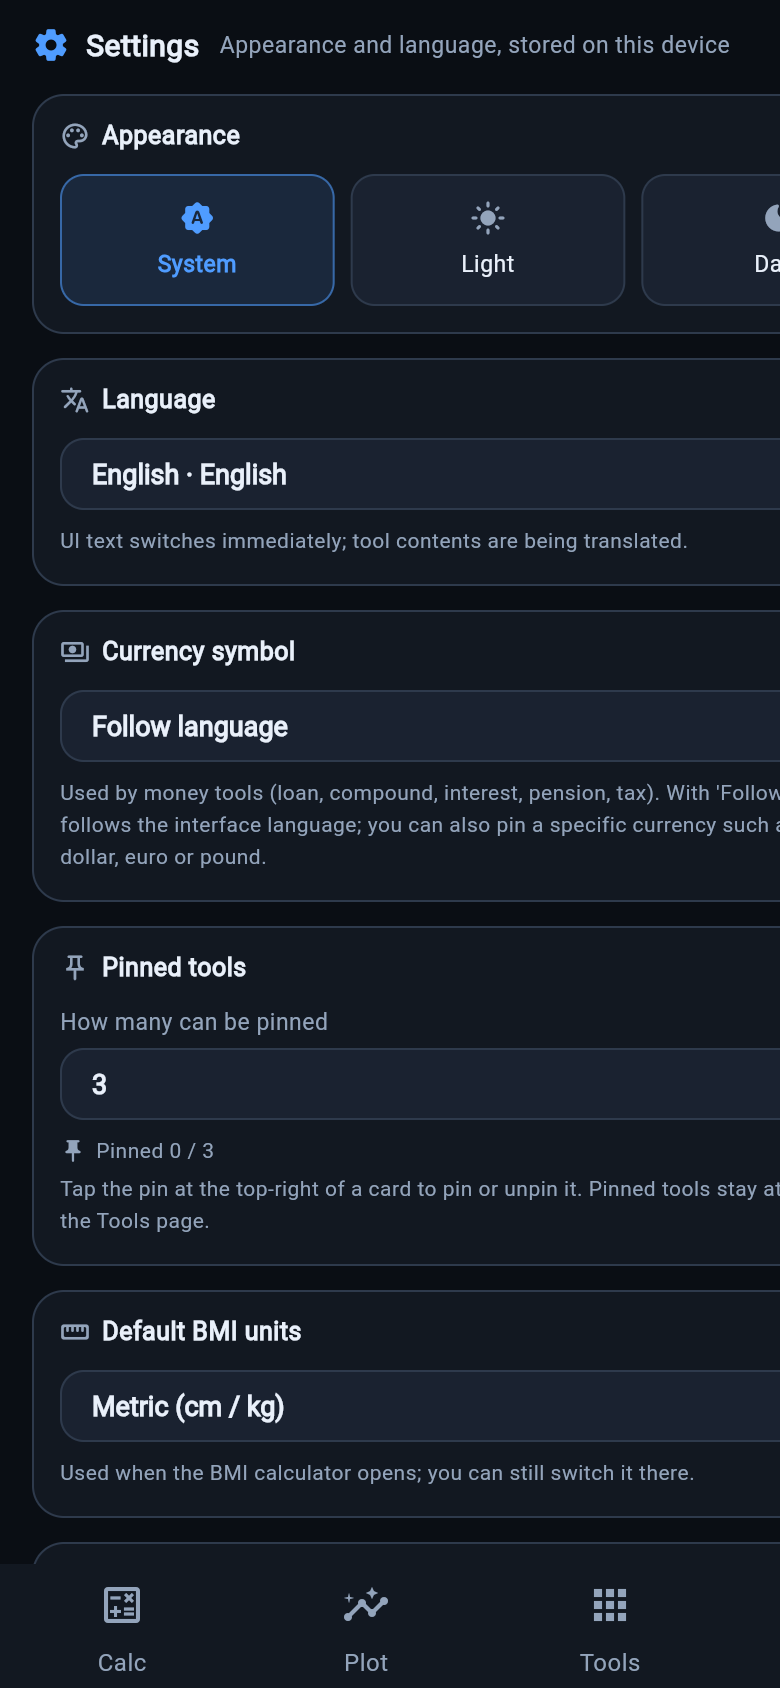 Settings Appearance and language, stored on this device
Appearance
System Light Da
Language
English · English
UI text switches immediately; tool contents are being translated.
Currency symbol
Follow language
Used by money tools (loan, compound, interest, pension, tax). With 'Follow
follows the interface language; you can also pin a specific currency such a
dollar, euro or pound.
Pinned tools
How many can be pinned
3
Pinned 0 / 3
Tap the pin at the top-right of a card to pin or unpin it. Pinned tools stay at
the Tools page.
Default BMI units
Metric (cm / kg)
Used when the BMI calculator opens; you can still switch it there.
Calc Plot Tools